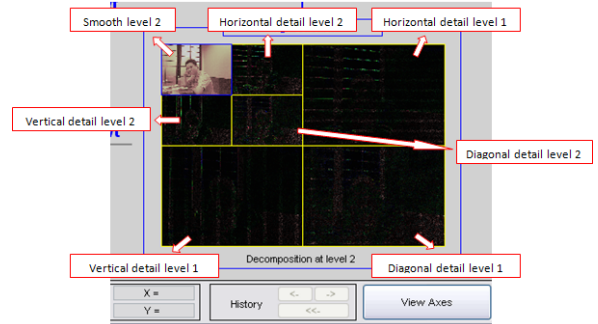 Smooth level 2
Horizontal detail level 2
Horizontal detail level 1
Vertical detail level 2
Diagonal detail level 2
Vertical detail level 1
Diagonal detail level 1
Decomposition at level 2
X =
Y =
History
<-
->
<<-
View Axes